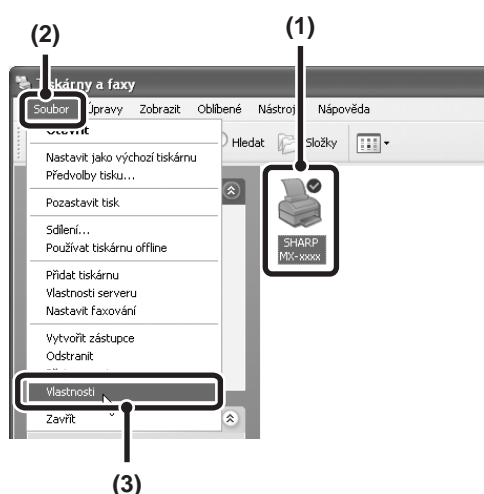 (2)
(1)
Tiskárny a faxy
Soubor Úpravy Zobrazit Oblíbené Nástroje Nápověda
Otevřít
Hledat Složky
Nastavit jako výchozí tiskárnu
Předvolby tisku...
Pozastavit tisk
Sdílení...
Používat tiskárnu offline
SHARP
MX-xxxx
Přidat tiskárnu
Vlastnosti serveru
Nastavit faxování
Vytvořit zástupce
Odstranit
Vlastnosti
Zavřít
(3)